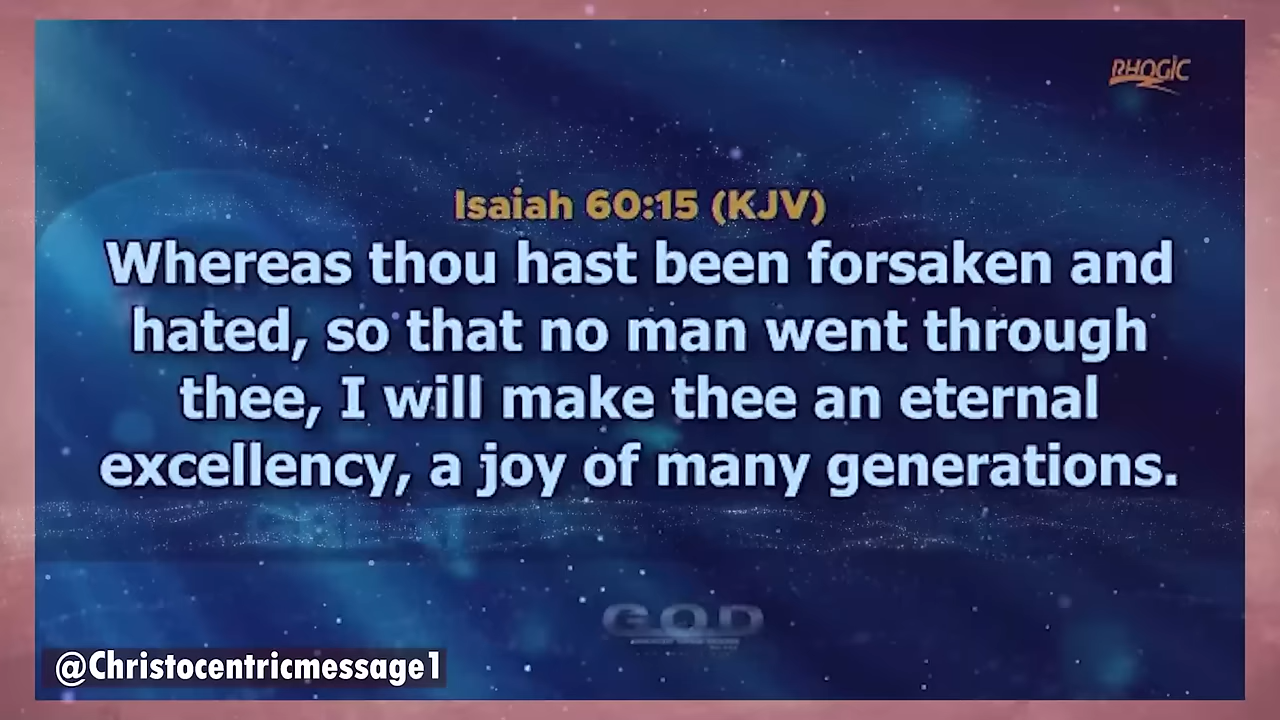 RHOGIC
Isaiah 60:15 (KJV)
Whereas thou hast been forsaken and
hated, so that no man went through
thee, I will make thee an eternal
excellency, a joy of many generations.
G.O.D
@Christocentricmessage1